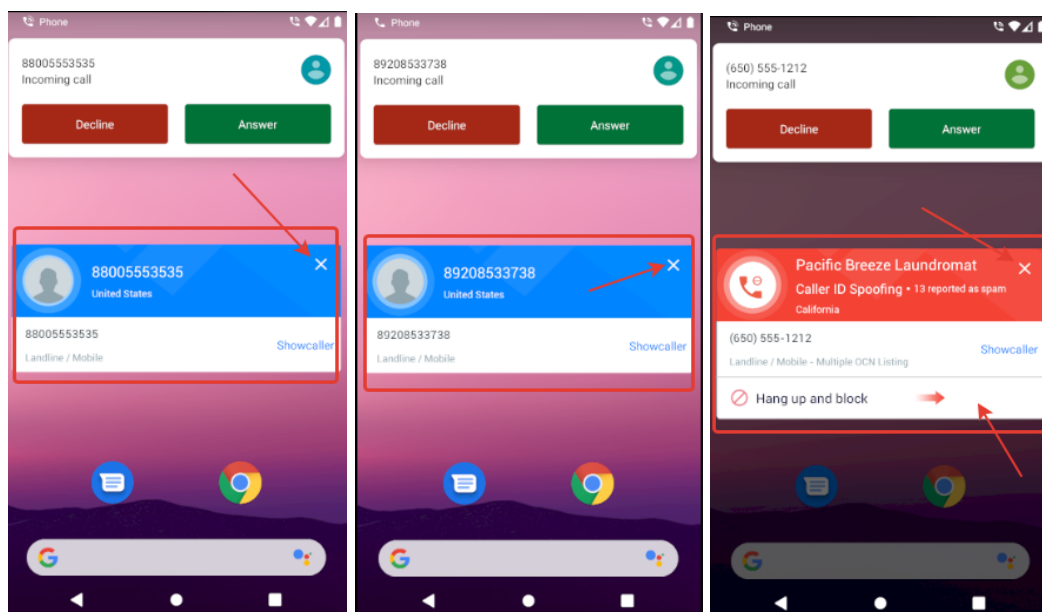 Phone
88005553535
Incoming call
Decline Answer
88005553535
United States
88005553535
Showcaller
Landline / Mobile
Phone
89208533738
Incoming call
Decline Answer
89208533738
United States
89208533738
Showcaller
Landline / Mobile
Phone
(650) 555-1212
Incoming call
Decline Answer
Pacific Breeze Laundromat
Caller ID Spoofing • 13 reported as spam
California
(650) 555-1212
Showcaller
Landline / Mobile - Multiple OCN Listing
Hang up and block